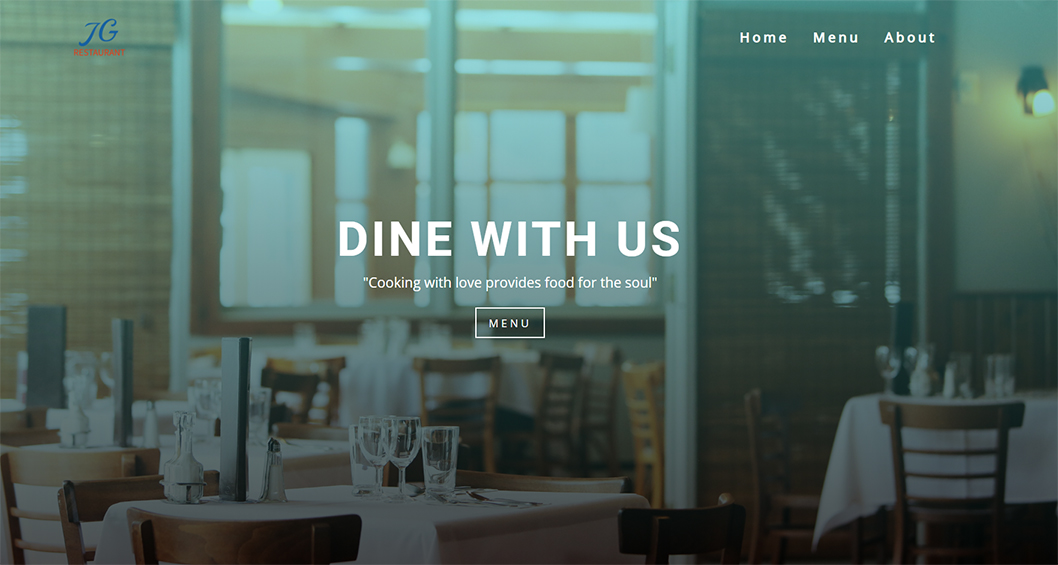 JG
RESTAURANT
Home Menu About
DINE WITH US
"Cooking with love provides food for the soul"
MENU